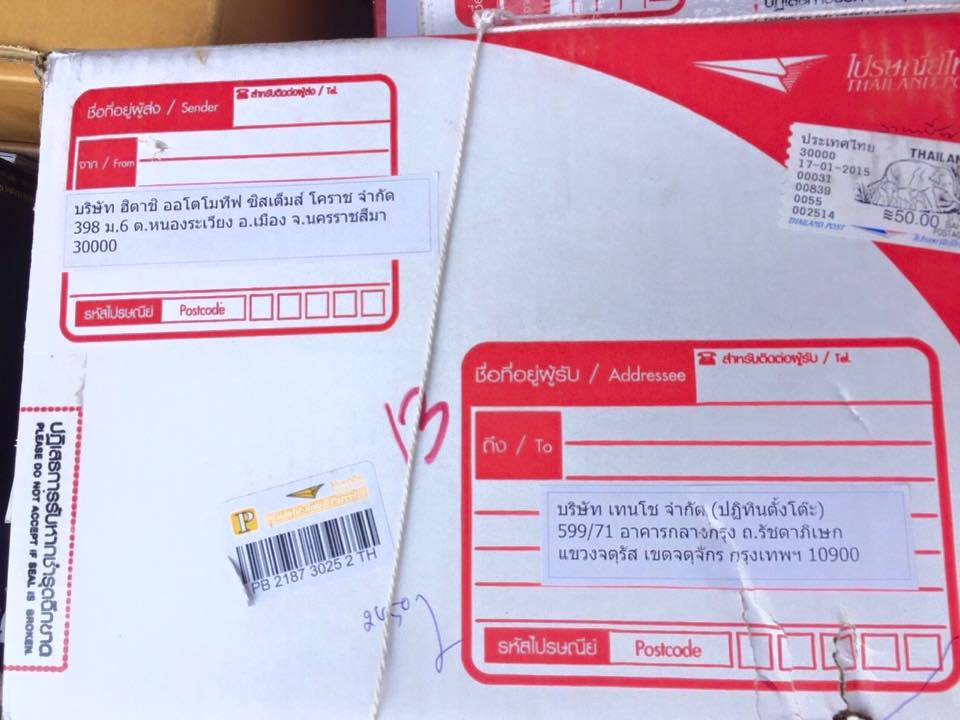 ชื่อที่อยู่ผู้ส่ง / Sender
สำหรับติดต่อผู้ส่ง / Tel.
จาก / From
บริษัท ฮิตาชิ ออโตโมทีฟ ซิสเต็มส์ โคราช จำกัด
398 ม.6 ต.หนองระเวียง อ.เมือง จ.นครราชสีมา
30000
รหัสไปรษณีย์ Postcode
ไปรษณีย์ไ
THAILAND PO
ประเทศไทย
30000
17-01-2015
00031
00839
0055
002514
THAILAND POST
THAILAN
≋50.00
POSTAG
ชื่อที่อยู่ผู้รับ / Addressee
สำหรับติดต่อผู้รับ / Tel.
ถึง / To
บริษัท เทนโช จำกัด (ปฏิทินตั้งโต๊ะ)
599/71 อาคารกลางกรุง ถ.รัชดาภิเษก
แขวงจตุรัส เขตจตุจักร กรุงเทพฯ 10900
รหัสไปรษณีย์ Postcode
13
P
PB 2187 3025 2 TH
ปฏิเสธการรับหากชำรุดฉีกขาด
PLEASE DO NOT ACCEPT IF SEAL IS BROKEN.